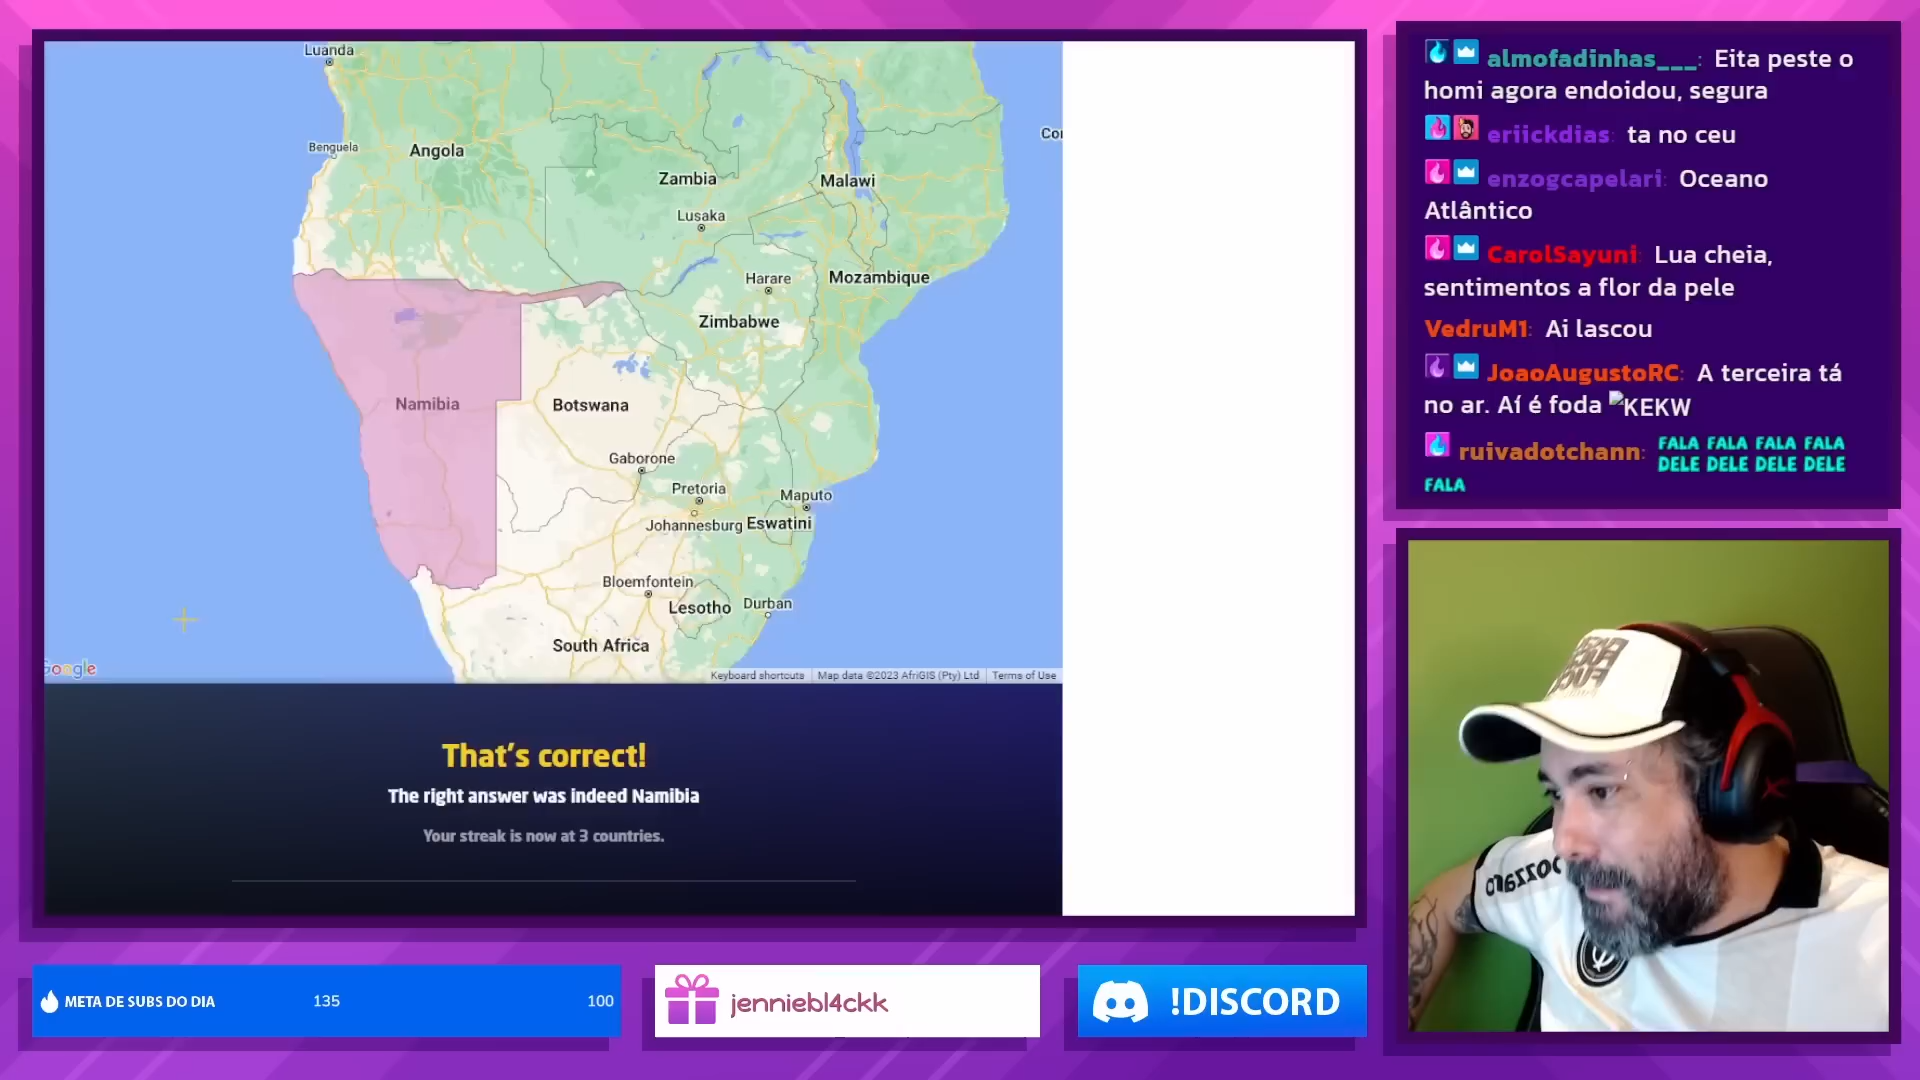 Luanda
Benguela
Angola
Zambia
Malawi
Lusaka
Harare
Mozambique
Zimbabwe
Namibia
Botswana
Gaborone
Pretoria
Maputo
Johannesburg
Eswatini
Bloemfontein
Lesotho
Durban
South Africa
Keyboard shortcuts
Map data ©2023 AfriGIS (Pty) Ltd
Terms of Use
That's correct!
The right answer was indeed Namibia
Your streak is now at 3 countries.
almofadinhas___: Eita peste o
homi agora endoidou, segura
eriickdias: ta no ceu
enzogcapelari: Oceano
Atlântico
CarolSayuni: Lua cheia,
sentimentos a flor da pele
VedruM1: Ai lascou
JoaoAugustoRC: A terceira tá
no ar. Aí é foda KEKW
ruivadotchann: FALA FALA FALA FALA
DELE DELE DELE DELE
FALA
META DE SUBS DO DIA 135 100
jenniebl4ckk
!DISCORD